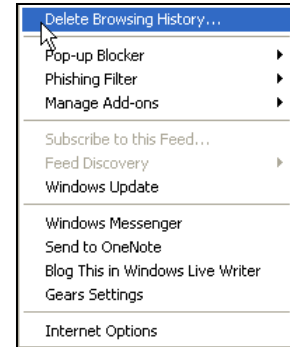 Delete Browsing History...
Pop-up Blocker
Phishing Filter
Manage Add-ons
Subscribe to this Feed...
Feed Discovery
Windows Update
Windows Messenger
Send to OneNote
Blog This in Windows Live Writer
Gears Settings
Internet Options